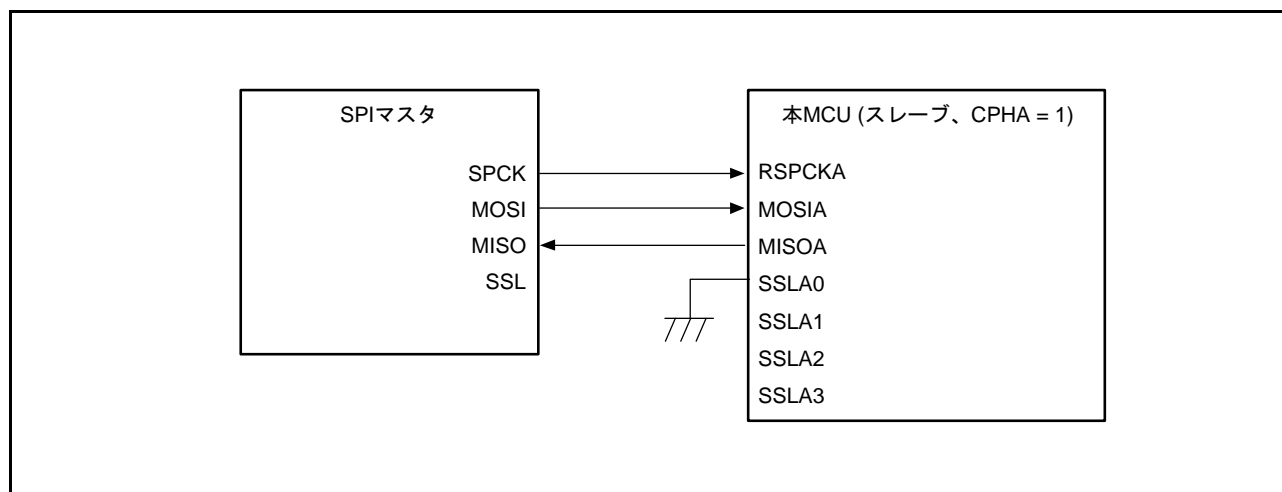 SPIマスタ
SPCK
MOSI
MISO
SSL
本MCU (スレーブ、CPHA = 1)
RSPCKA
MOSIA
MISOA
SSLA0
SSLA1
SSLA2
SSLA3